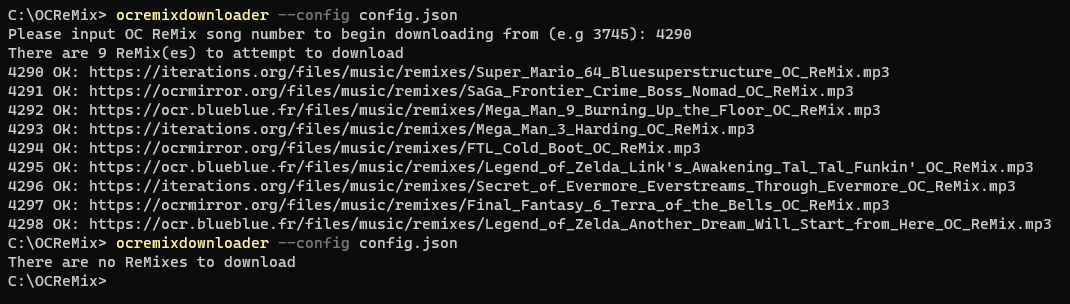 C:\OCReMix> ocremixdownloader --config config.json
Please input OC ReMix song number to begin downloading from (e.g 3745): 4290
There are 9 ReMix(es) to attempt to download
4290 OK: https://iterations.org/files/music/remixes/Super_Mario_64_Bluesuperstructure_OC_ReMix.mp3
4291 OK: https://ocrmirror.org/files/music/remixes/SaGa_Frontier_Crime_Boss_Nomad_OC_ReMix.mp3
4292 OK: https://ocr.blueblue.fr/files/music/remixes/Mega_Man_9_Burning_Up_the_Floor_OC_ReMix.mp3
4293 OK: https://iterations.org/files/music/remixes/Mega_Man_3_Harding_OC_ReMix.mp3
4294 OK: https://ocrmirror.org/files/music/remixes/FTL_Cold_Boot_OC_ReMix.mp3
4295 OK: https://ocr.blueblue.fr/files/music/remixes/Legend_of_Zelda_Link's_Awakening_Tal_Tal_Funkin'_OC_ReMix.mp3
4296 OK: https://iterations.org/files/music/remixes/Secret_of_Evermore_Everstreams_Through_Evermore_OC_ReMix.mp3
4297 OK: https://ocrmirror.org/files/music/remixes/Final_Fantasy_6_Terra_of_the_Bells_OC_ReMix.mp3
4298 OK: https://ocr.blueblue.fr/files/music/remixes/Legend_of_Zelda_Another_Dream_Will_Start_from_Here_OC_ReMix.mp3
C:\OCReMix> ocremixdownloader --config config.json
There are no ReMixes to download
C:\OCReMix>